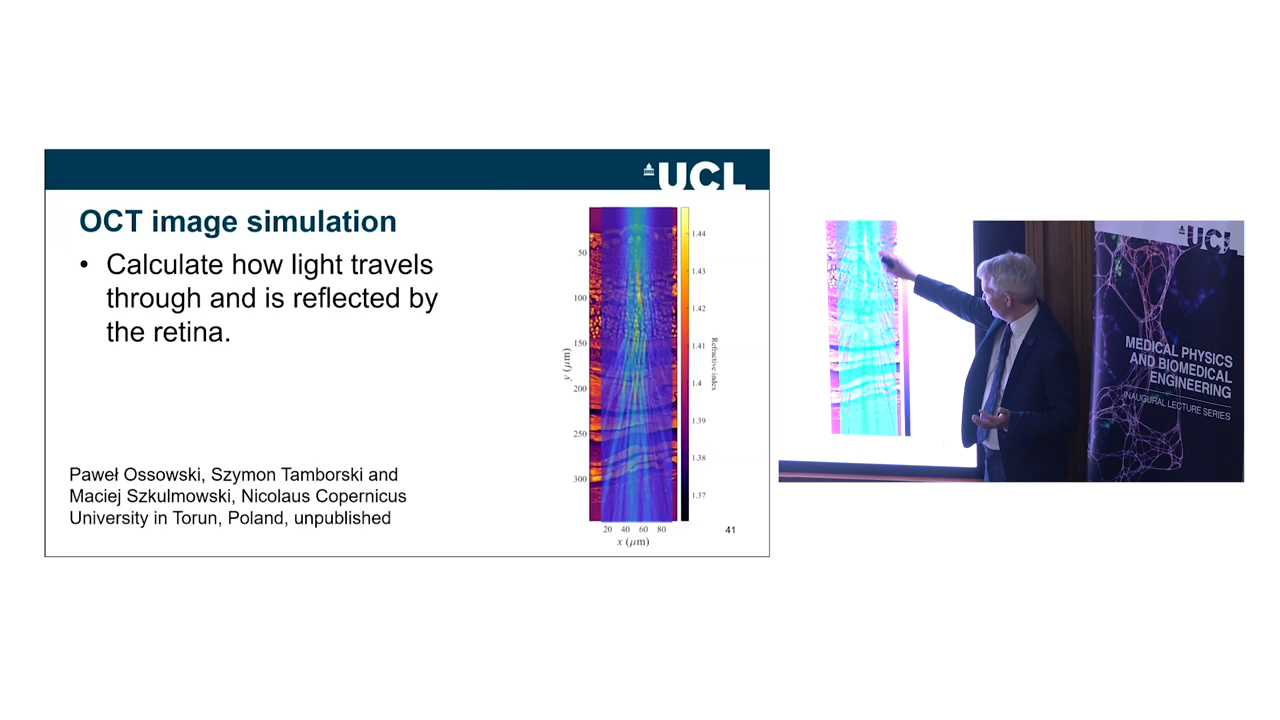 UCL
OCT image simulation
• Calculate how light travels
through and is reflected by
the retina.
Paweł Ossowski, Szymon Tamborski and
Maciej Szkulmowski, Nicolaus Copernicus
University in Torun, Poland, unpublished
y (μm)
50
100
150
200
250
300
20 40 60 80
x (μm)
1.44
1.43
1.42
1.41
1.4
1.39
1.38
1.37
Refractive index
41
UCL
MEDICAL PHYSICS
AND BIOMEDICAL
ENGINEERING
INAUGURAL LECTURE SERIES